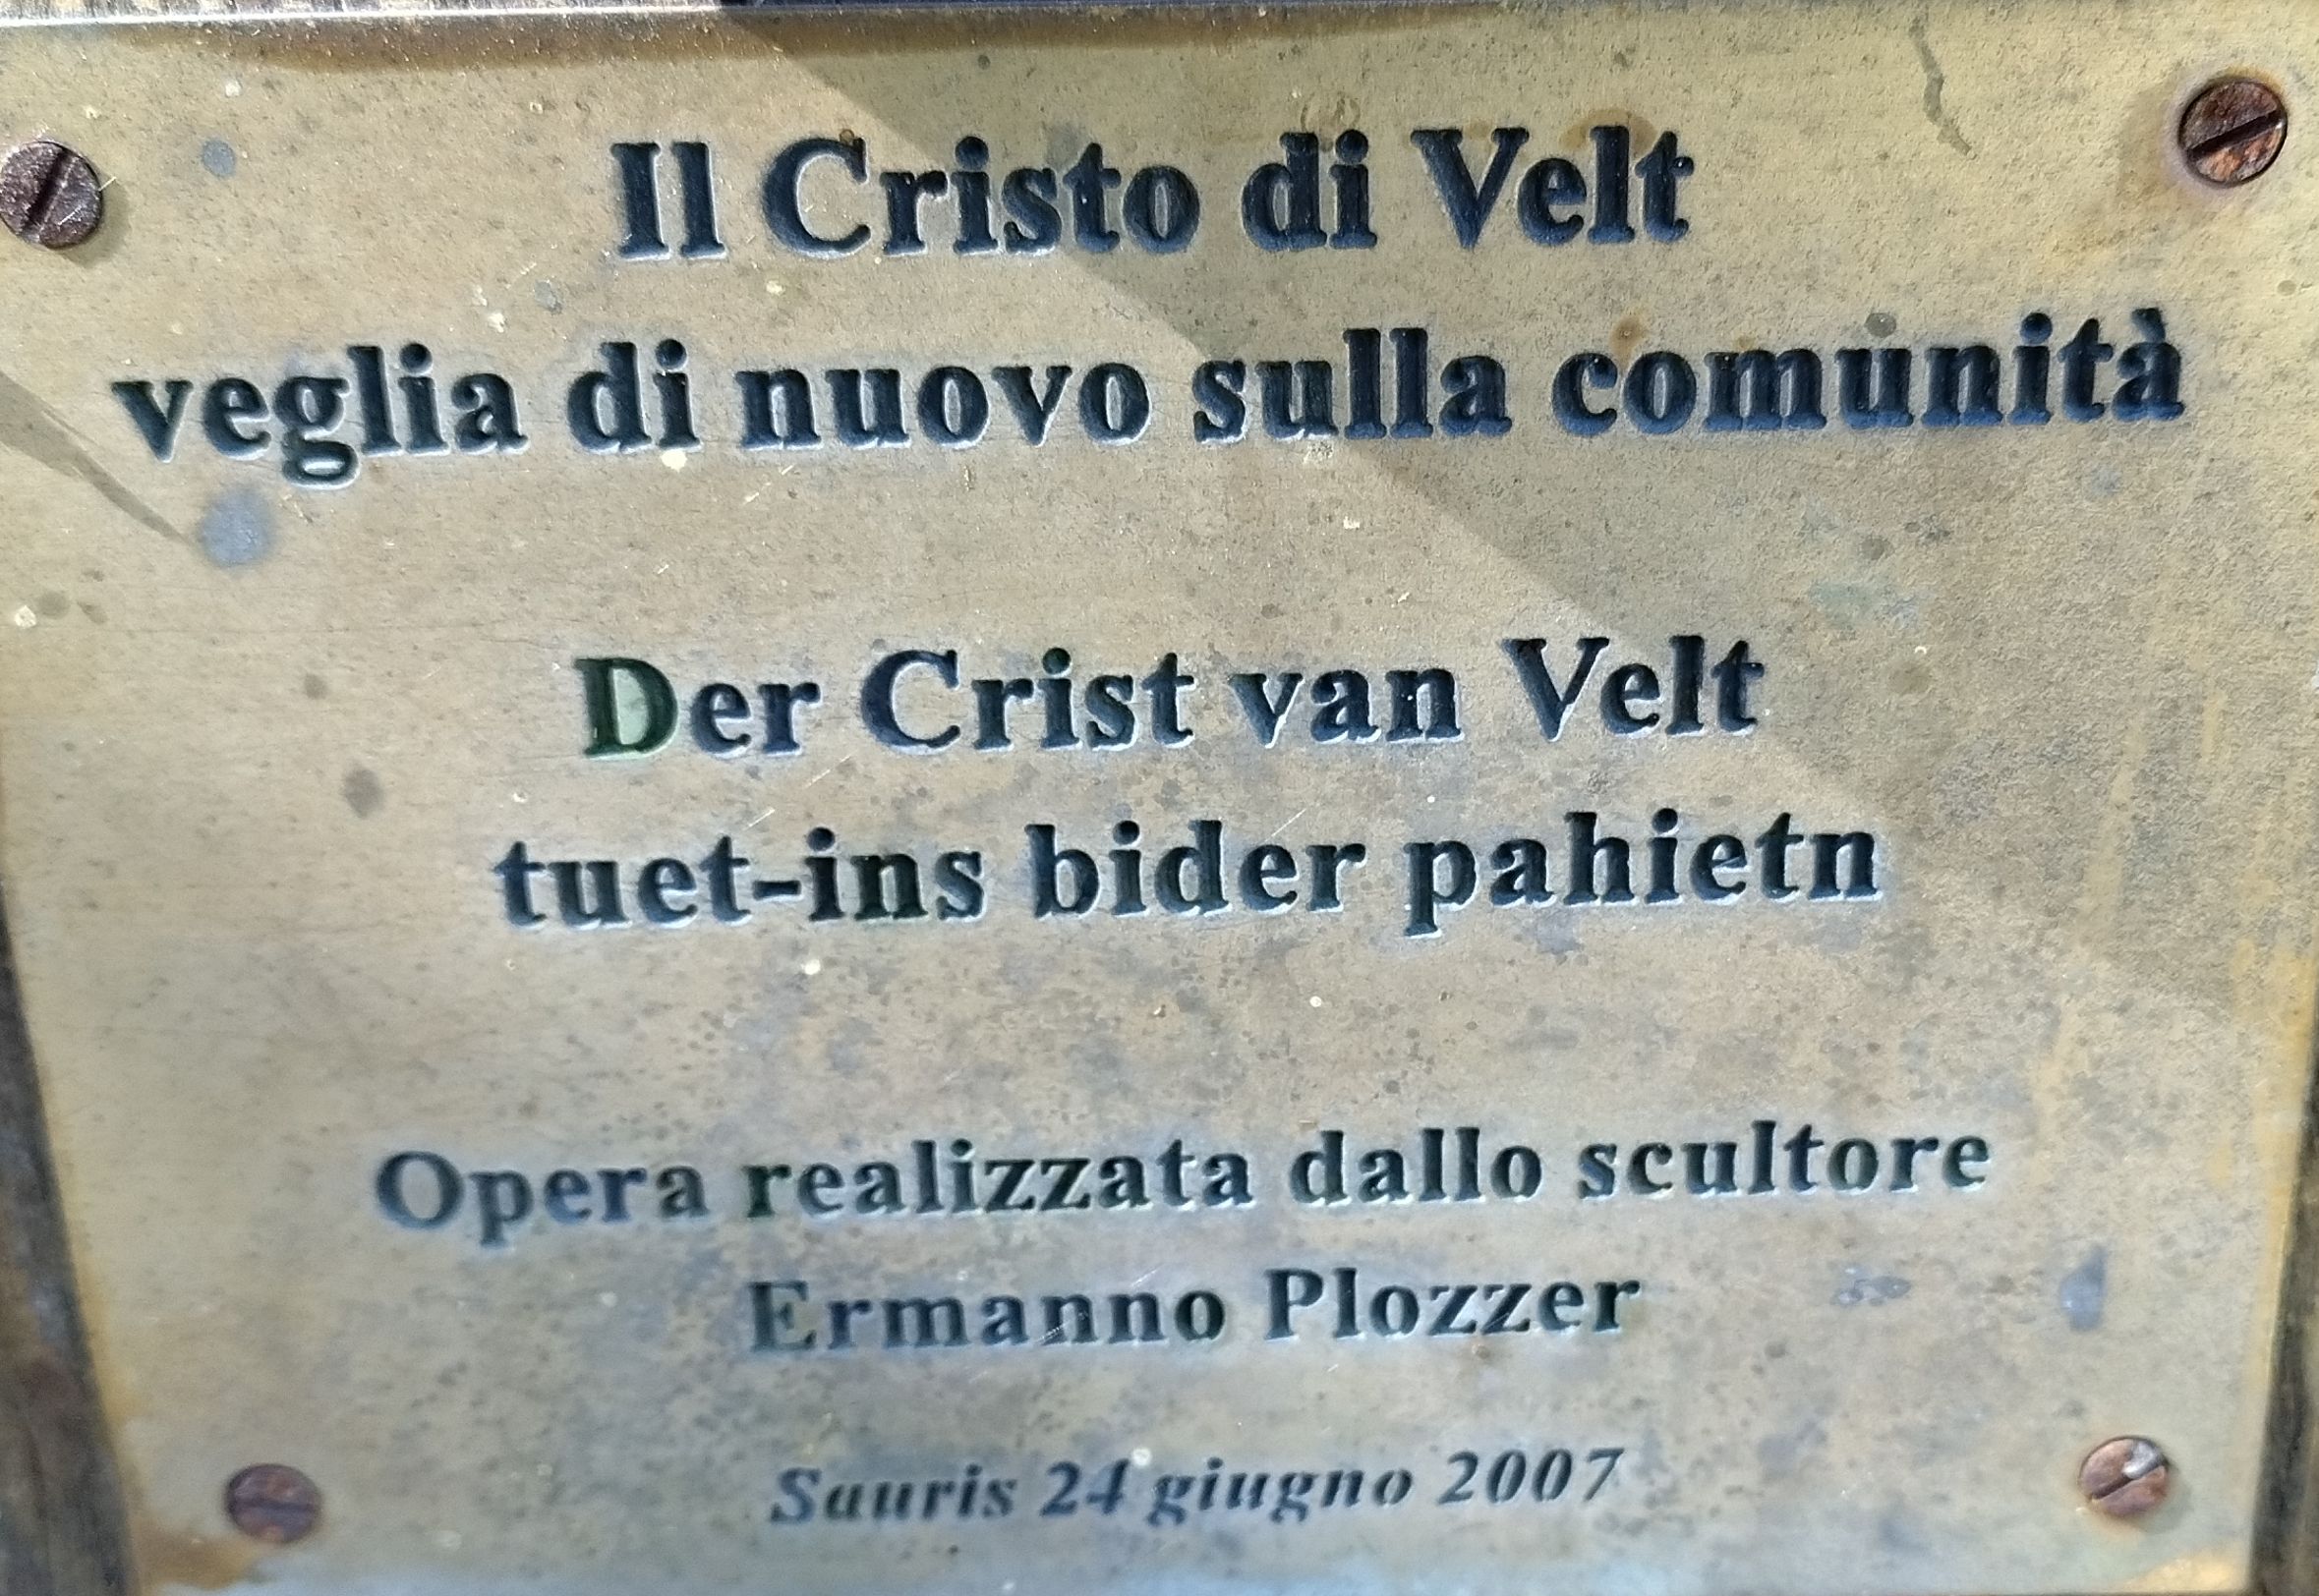 Il Cristo di Velt
veglia di nuovo sulla comunità
Der Crist van Velt
tuet-ins bider pahietn
Opera realizzata dallo scultore
Ermanno Plozzer
Sauris 24 giugno 2007